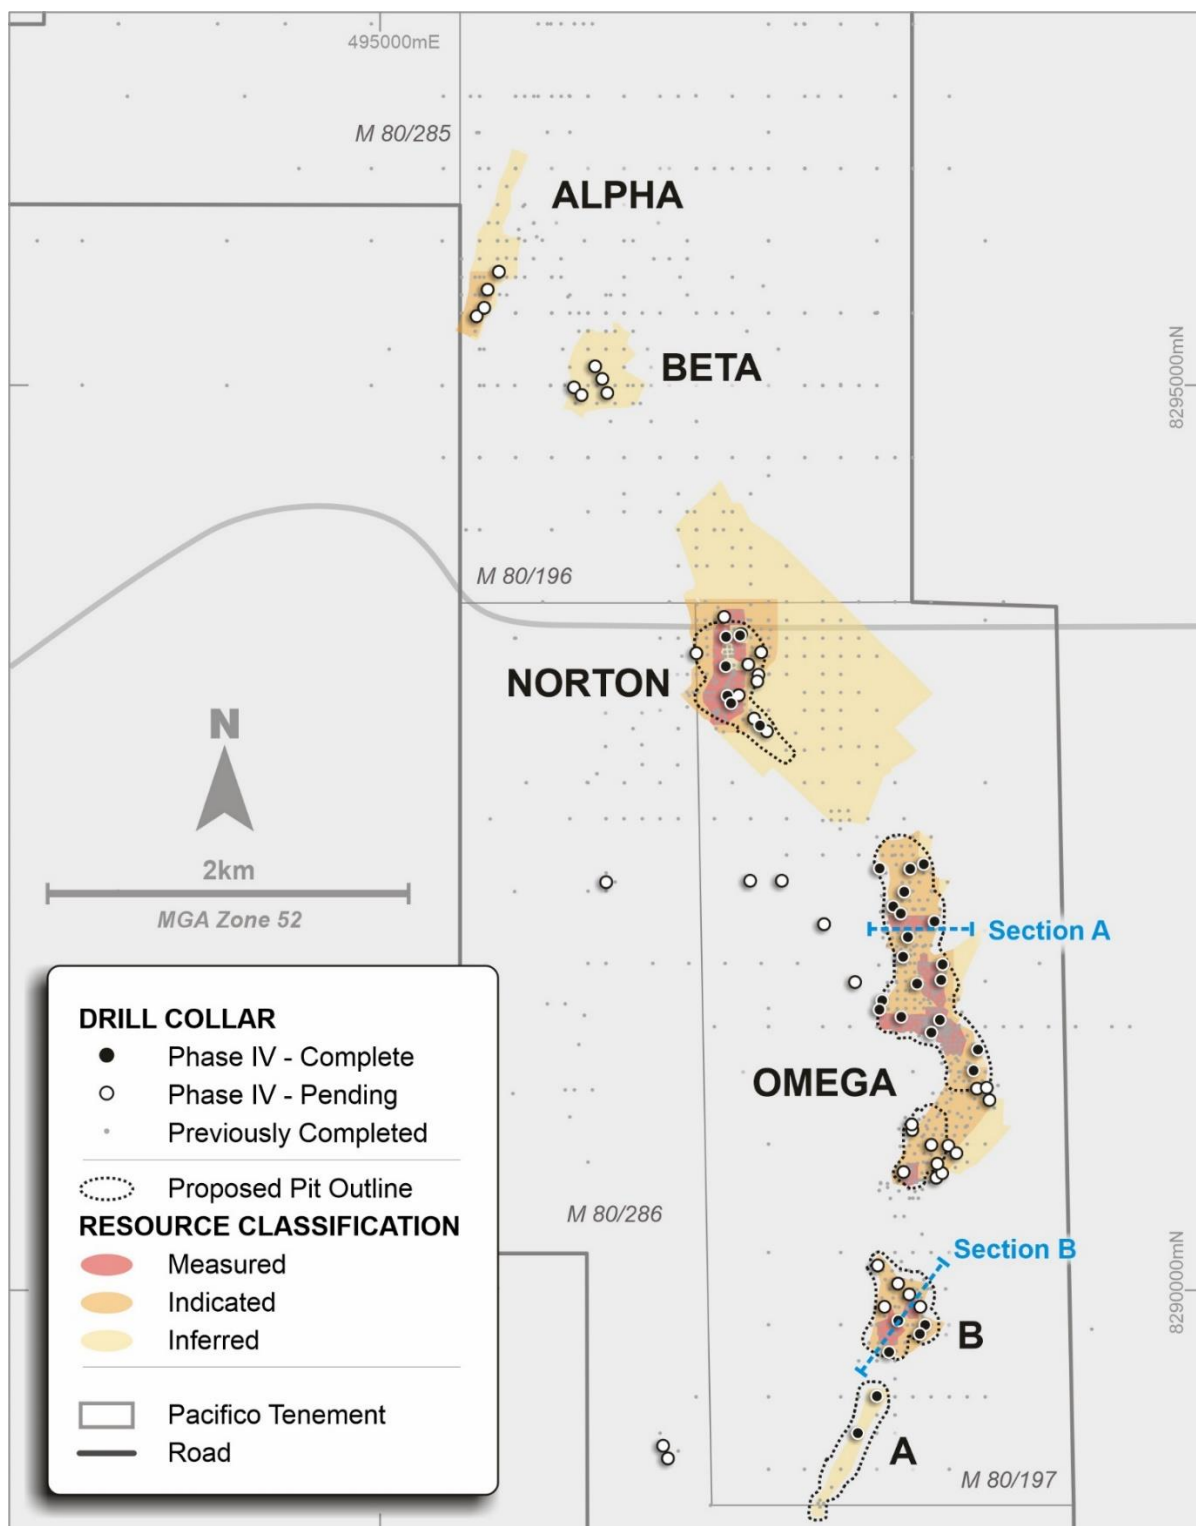 495000mE
M 80/285
ALPHA
BETA
8295000mN
M 80/196
NORTON
N
2km
MGA Zone 52
Section A
OMEGA
DRILL COLLAR
Phase IV - Complete
Phase IV - Pending
Previously Completed
Proposed Pit Outline
RESOURCE CLASSIFICATION
Measured
Indicated
Inferred
Pacifico Tenement
Road
M 80/286
Section B
8290000mN
B
A
M 80/197